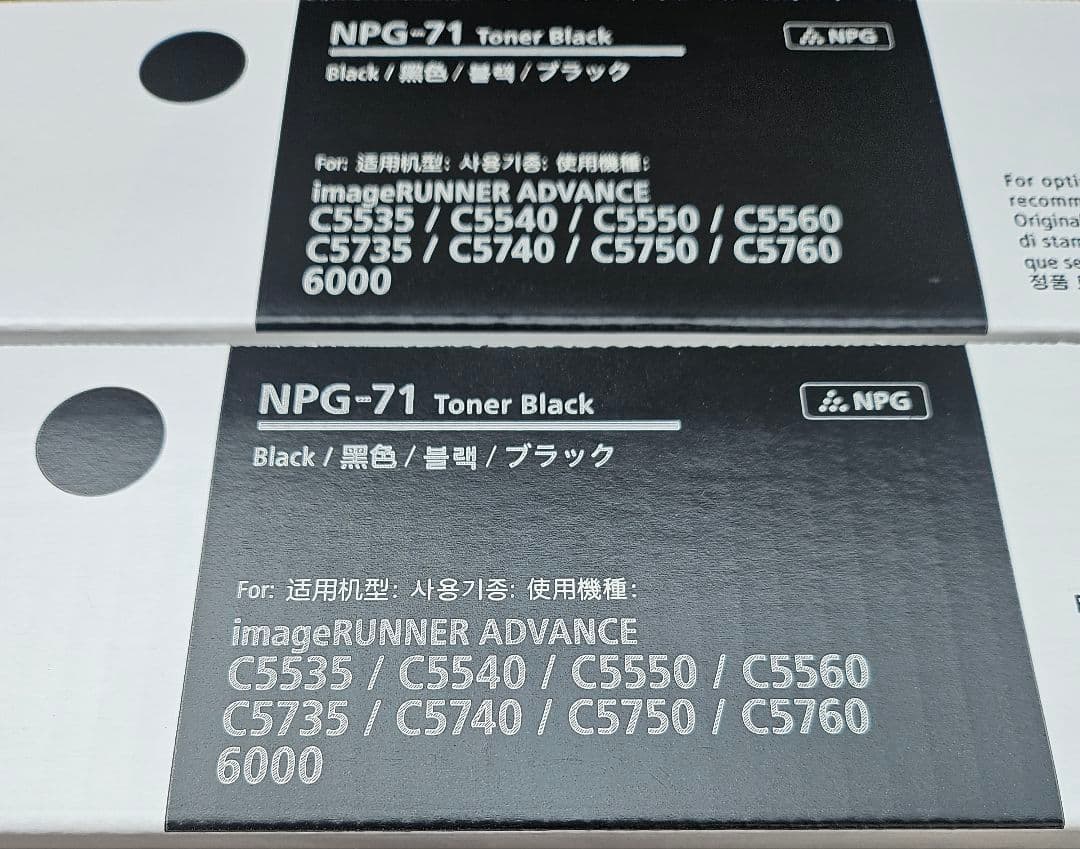 NPG-71 Toner Black
NPG
Black / 黑色 / 블랙 / ブラック
For: 适用机型: 사용기종: 使用機種:
imageRUNNER ADVANCE
C5535 / C5540 / C5550 / C5560
C5735 / C5740 / C5750 / C5760
6000
For opti
recomm
Origina
di stam
que se
정품
NPG-71 Toner Black
NPG
Black / 黑色 / 블랙 / ブラック
For: 适用机型: 사용기종: 使用機種:
imageRUNNER ADVANCE
C5535 / C5540 / C5550 / C5560
C5735 / C5740 / C5750 / C5760
6000